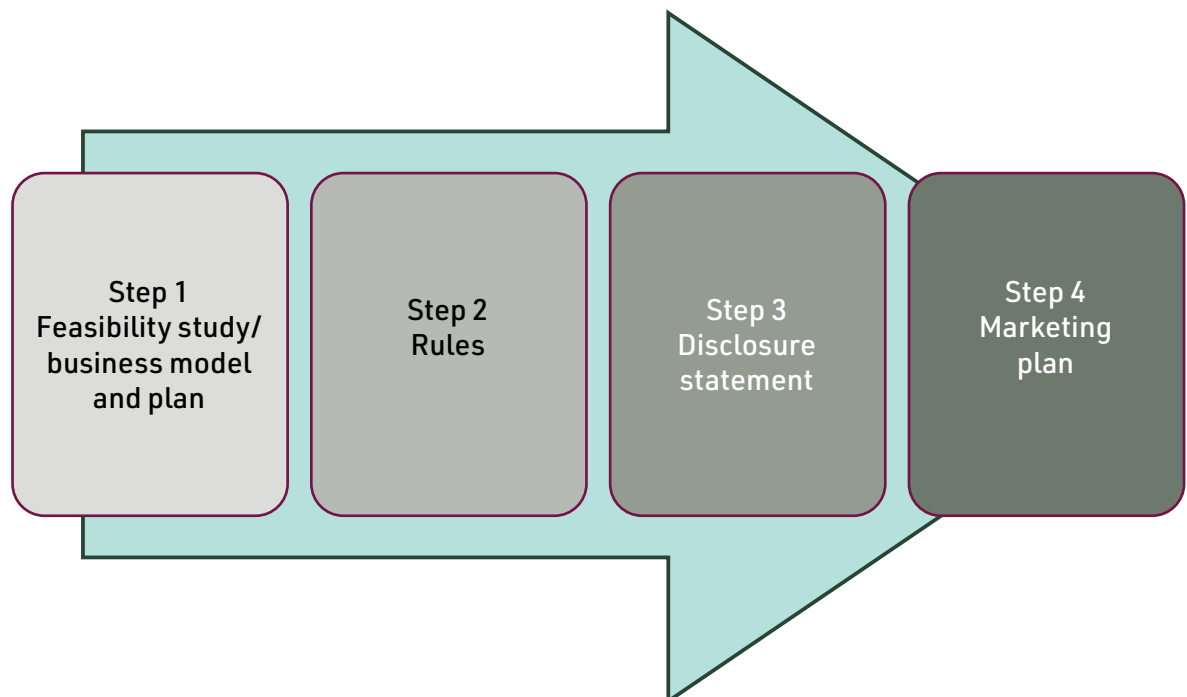 Step 1
Feasibility study/
business model
and plan
Step 2
Rules
Step 3
Disclosure
statement
Step 4
Marketing
plan